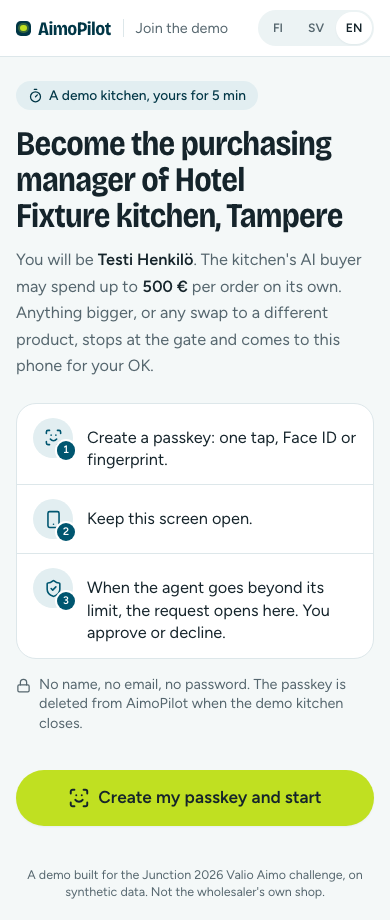 AimoPilot Join the demo FI SV EN
A demo kitchen, yours for 5 min
Become the purchasing
manager of Hotel
Fixture kitchen, Tampere
You will be Testi Henkilö. The kitchen's AI buyer
may spend up to 500 € per order on its own.
Anything bigger, or any swap to a different
product, stops at the gate and comes to this
phone for your OK.
1
Create a passkey: one tap, Face ID or
fingerprint.
2
Keep this screen open.
3
When the agent goes beyond its
limit, the request opens here. You
approve or decline.
No name, no email, no password. The passkey is
deleted from AimoPilot when the demo kitchen
closes.
Create my passkey and start
A demo built for the Junction 2026 Valio Aimo challenge, on
synthetic data. Not the wholesaler's own shop.